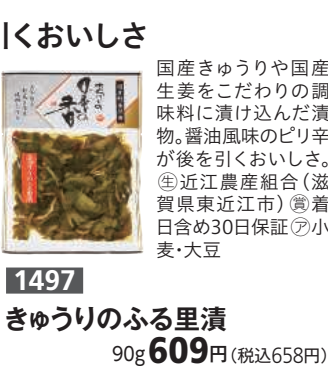 くおいしさ
国産きゅうりや国産
生姜をこだわりの調
味料に漬け込んだ漬
物。醤油風味のピリ辛
が後を引くおいしさ。
㊓近江農産組合(滋
賀県東近江市)㊮着
日含め30日保証㋐小
麦・大豆
1497
きゅうりのふる里漬
90g609円(税込658円)